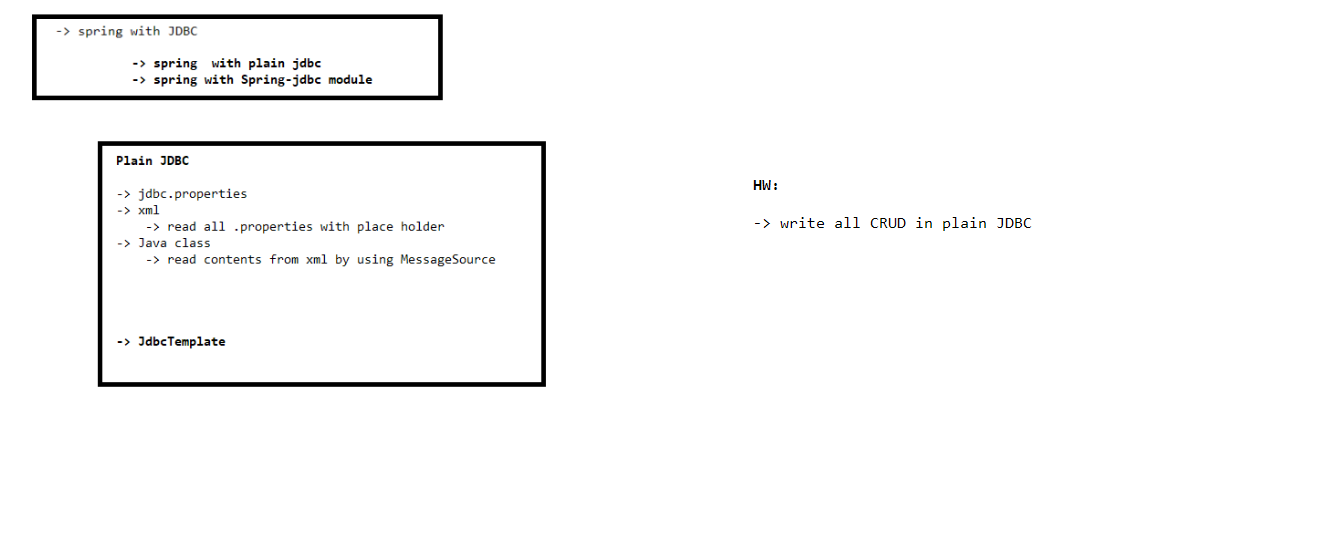 -> spring with JDBC
-> spring  with plain jdbc
-> spring with Spring-jdbc module
Plain JDBC
-> jdbc.properties
-> xml
-> read all .properties with place holder
-> Java class
-> read contents from xml by using MessageSource
-> JdbcTemplate
HW:
-> write all CRUD in plain JDBC